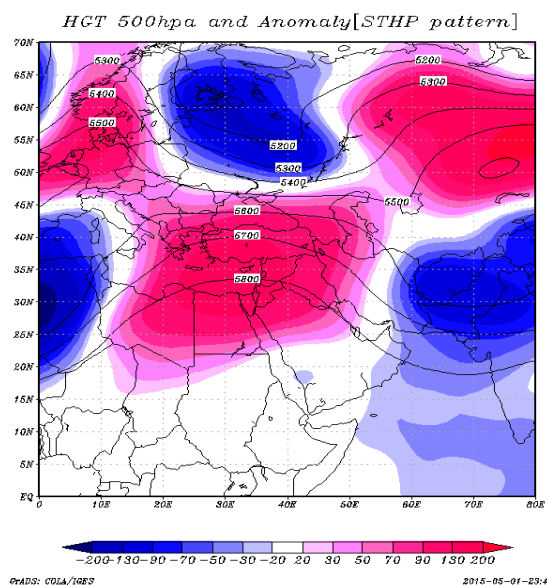 HGT 500hpa and Anomaly[STHP pattern]
70N
65N
60N
55N
50N
45N
40N
35N
30N
25N
20N
15N
10N
5N
EQ
5300
5400
5500
5200
5300
5200
5300
5400
5500
5600
5700
5800
0 10E 20E 30E 40E 50E 60E 70E 80E
-200 -130 -90 -70 -50 -30 -20 20 30 50 70 90 130 200
GrADS: COLA/IGES
2015-05-01-23:4